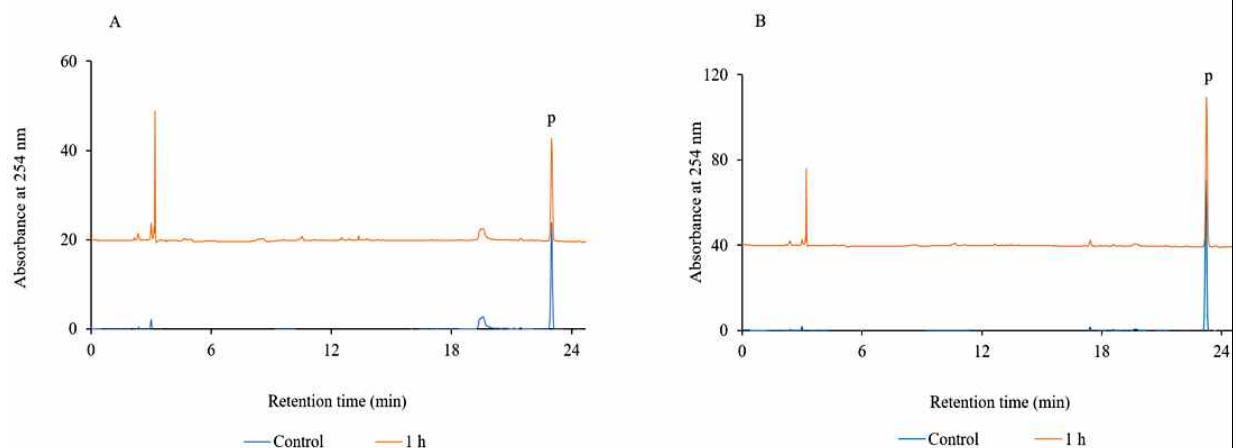 A
60
40
20
0
0 6 12 18 24
p
Absorbance at 254 nm
Retention time (min)
Control 1 h
B
120
80
40
0
0 6 12 18 24
p
Absorbance at 254 nm
Retention time (min)
Control 1 h